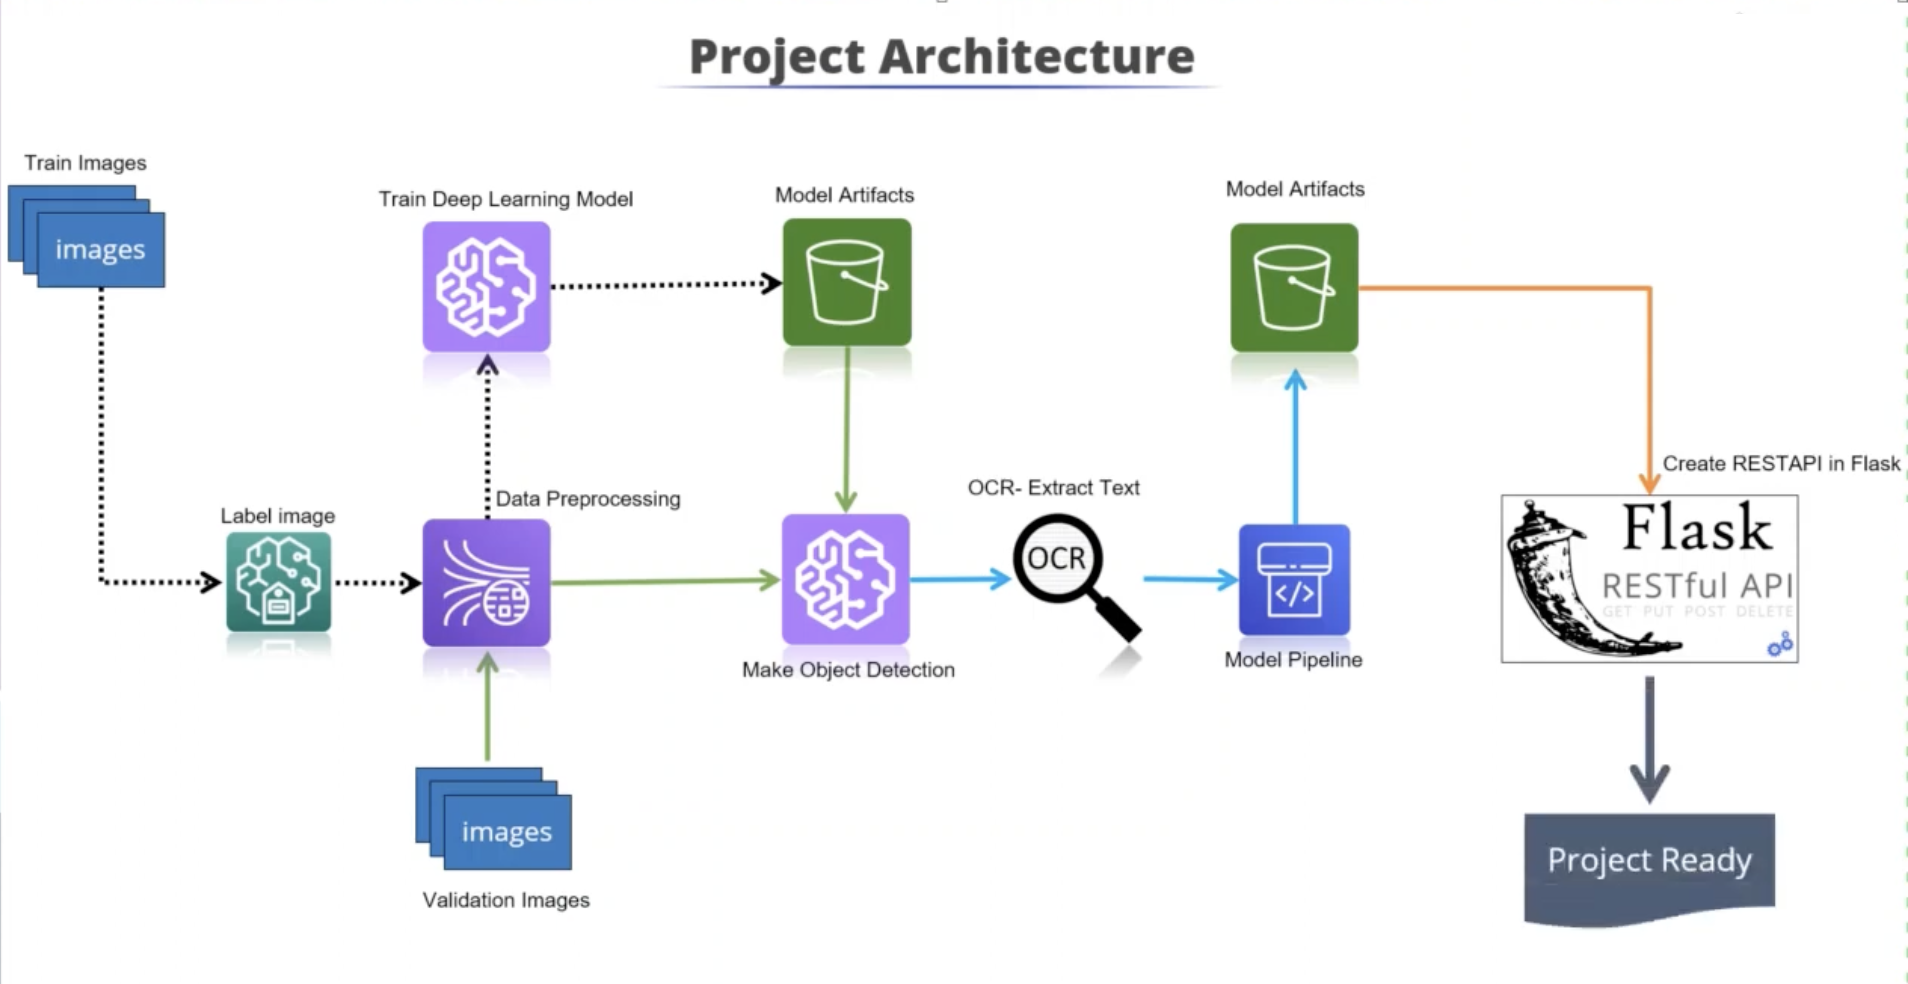 Project Architecture
Train Images
images
Train Deep Learning Model
Model Artifacts
Model Artifacts
Label image
Data Preprocessing
OCR- Extract Text
OCR
Make Object Detection
</>
Model Pipeline
Create RESTAPI in Flask
Flask
RESTful API
GET PUT POST DELETE
images
Validation Images
Project Ready